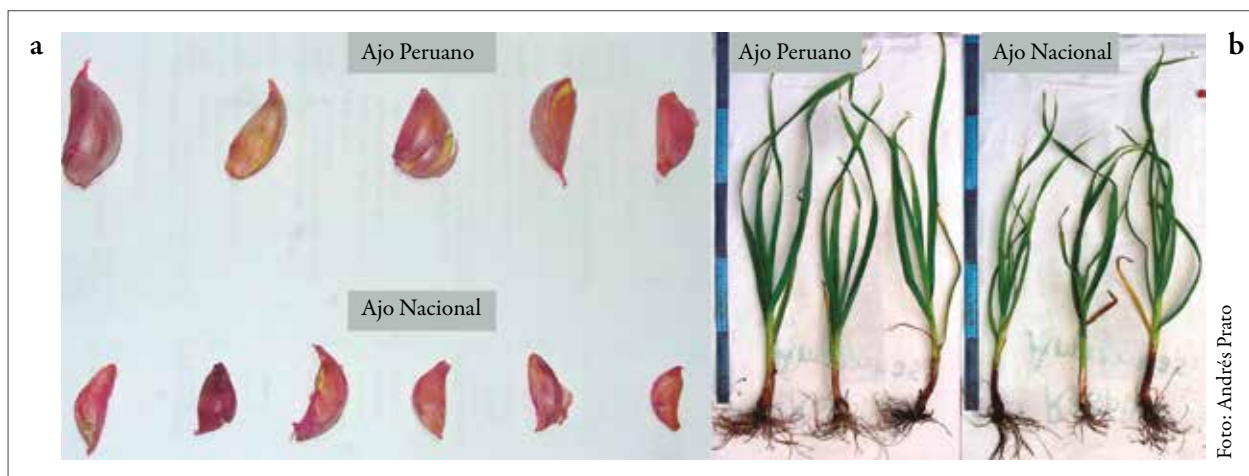 a
Ajo Peruano
Ajo Nacional
Ajo Peruano
Ajo Nacional
b
Foto: Andrés Prato